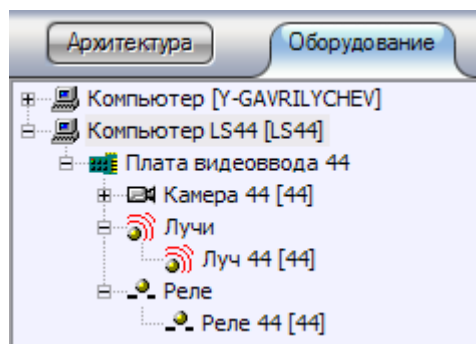 Архитектура Оборудование
Компьютер [Y-GAVRILYCHEV]
Компьютер LS44 [LS44]
Плата видеоввода 44
Камера 44 [44]
Лучи
Луч 44 [44]
Реле
Реле 44 [44]